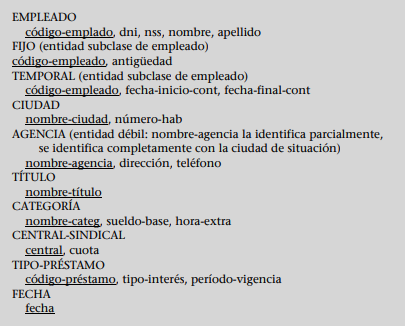 EMPLEADO
código-emplado, dni, nss, nombre, apellido
FIJO (entidad subclase de empleado)
código-empleado, antigüedad
TEMPORAL (entidad subclase de empleado)
código-empleado, fecha-inicio-cont, fecha-final-cont
CIUDAD
nombre-ciudad, número-hab
AGENCIA (entidad débil: nombre-agencia la identifica parcialmente,
se identifica completamente con la ciudad de situación)
nombre-agencia, dirección, teléfono
TÍTULO
nombre-título
CATEGORÍA
nombre-categ, sueldo-base, hora-extra
CENTRAL-SINDICAL
central, cuota
TIPO-PRÉSTAMO
código-préstamo, tipo-interés, período-vigencia
FECHA
fecha